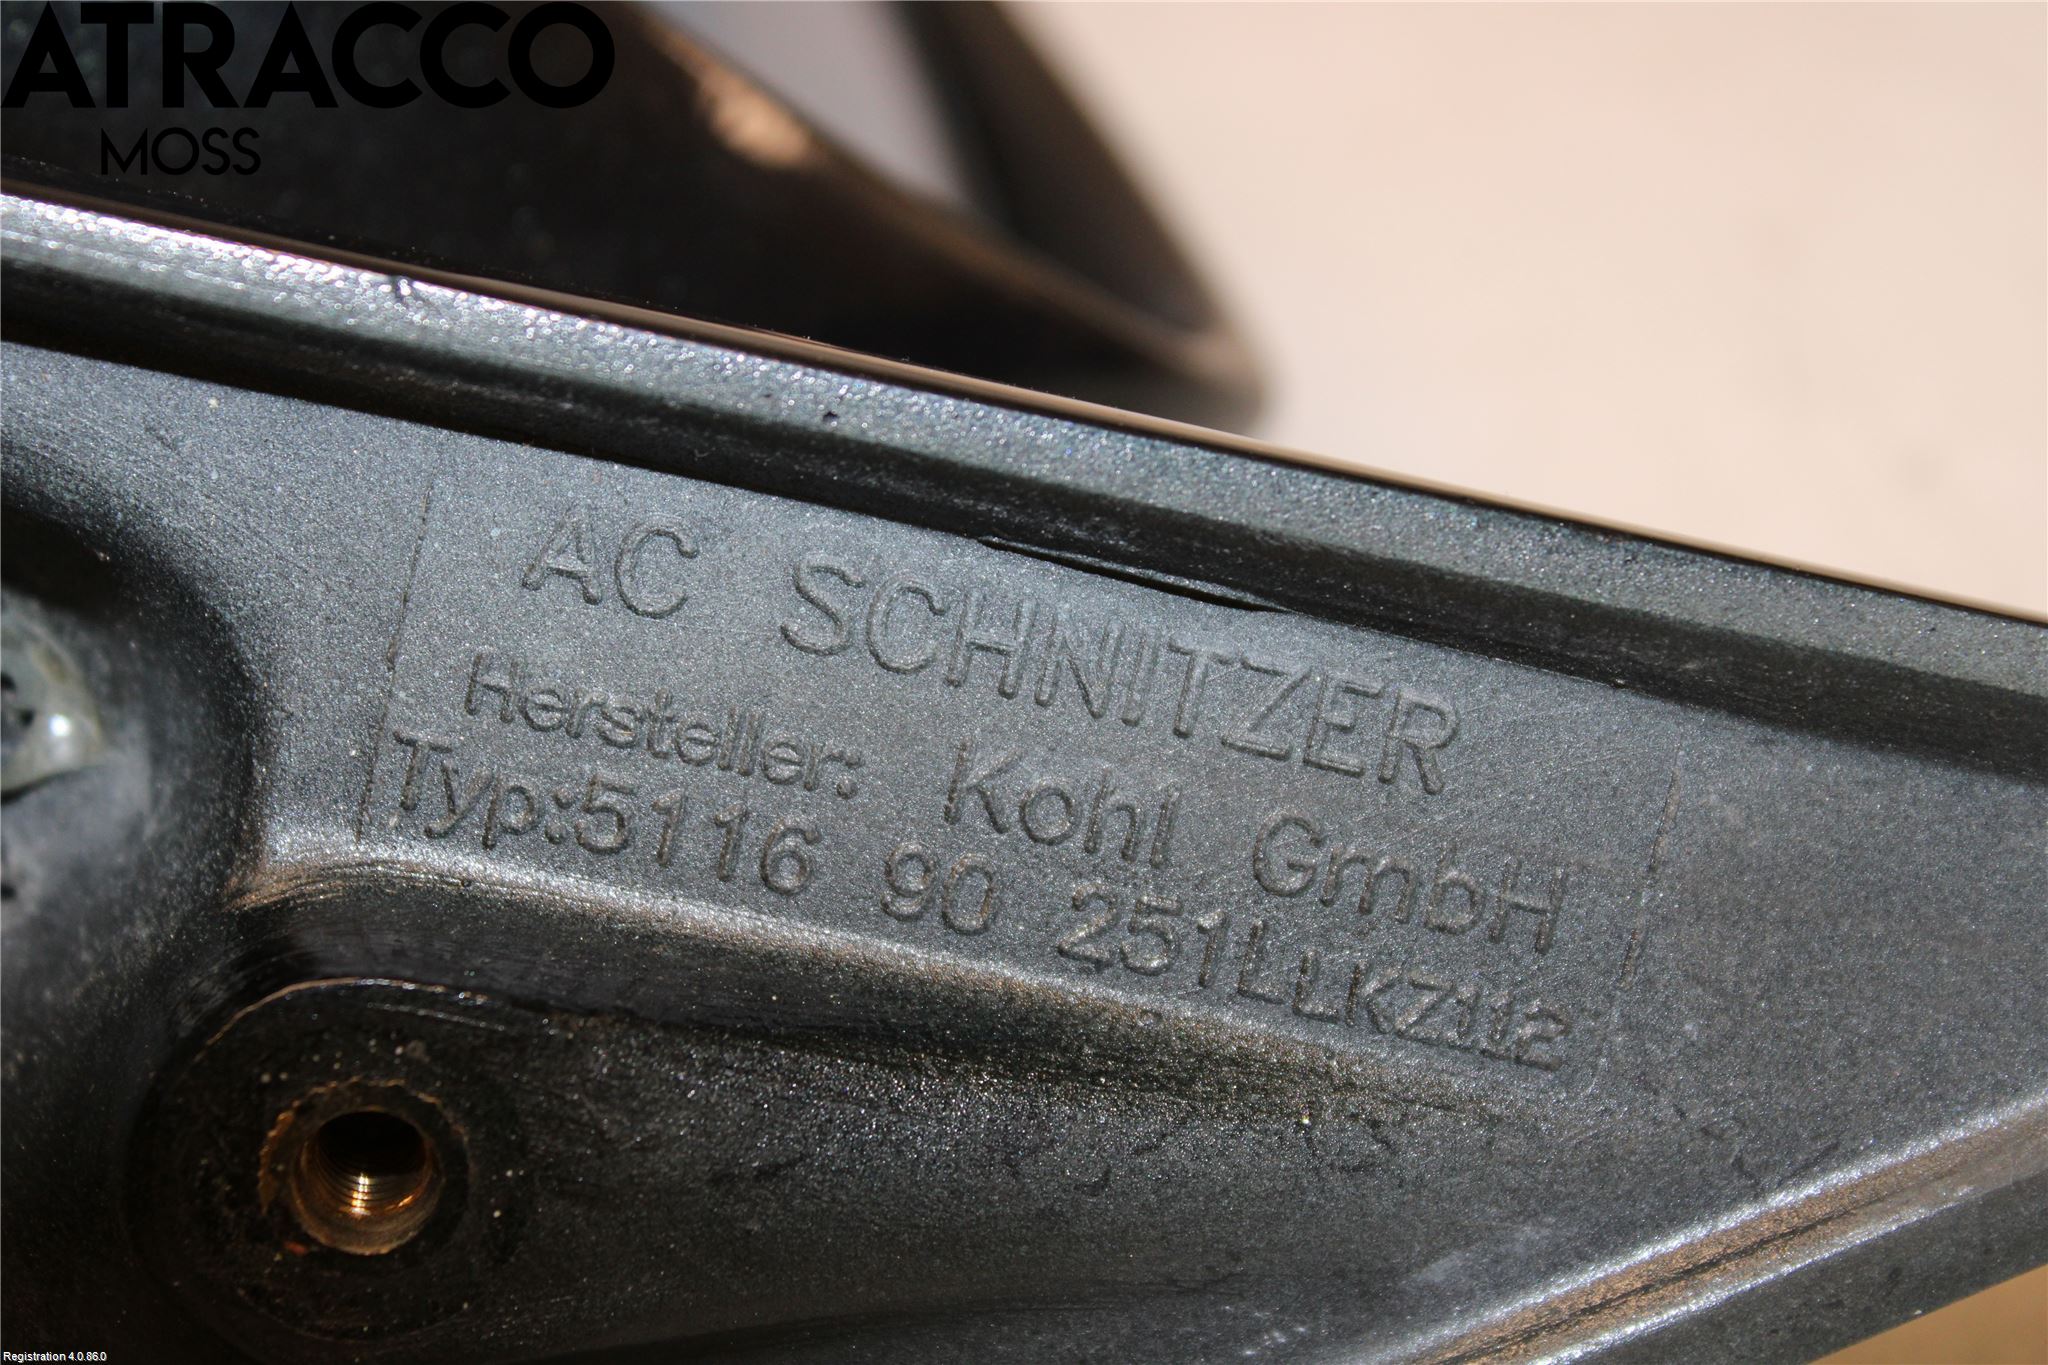 ATRACCO
MOSS
AC SCHNITZER
Hersteller: Kohl GmbH
Typ:5116 90 251LLKZ112
Registration 4.0.86.0